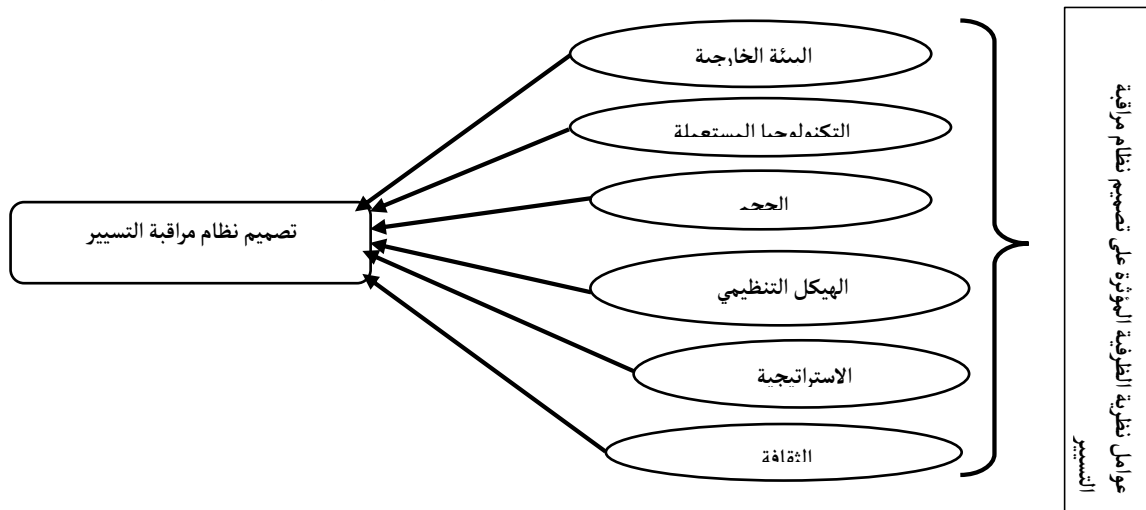 عوامل نظرية الظرفية المؤثرة على تصميم نظام مراقبة
التسيير
البيئة الخارجية
التكنولوجيا المستعملة
الحجم
الهيكل التنظيمي
الاستراتيجية
الثقافة
تصميم نظام مراقبة التسيير